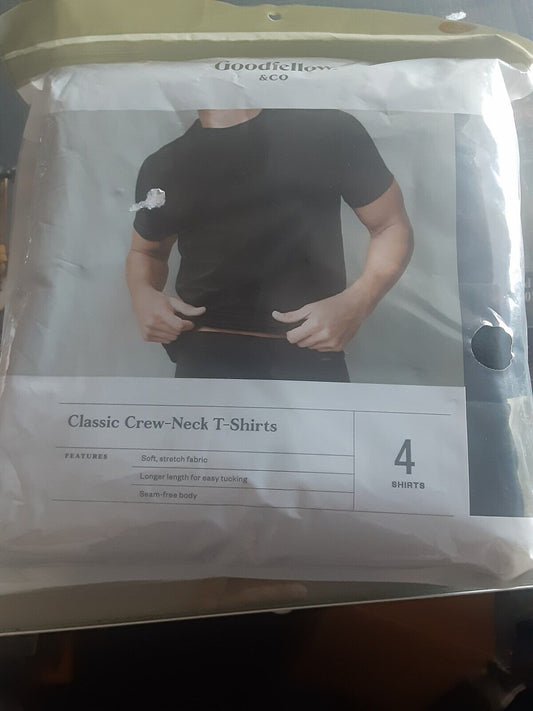 Goodfellow
&CO
Classic Crew-Neck T-Shirts
FEATURES
Soft, stretch fabric
Longer length for easy tucking
Seam-free body
4
SHIRTS